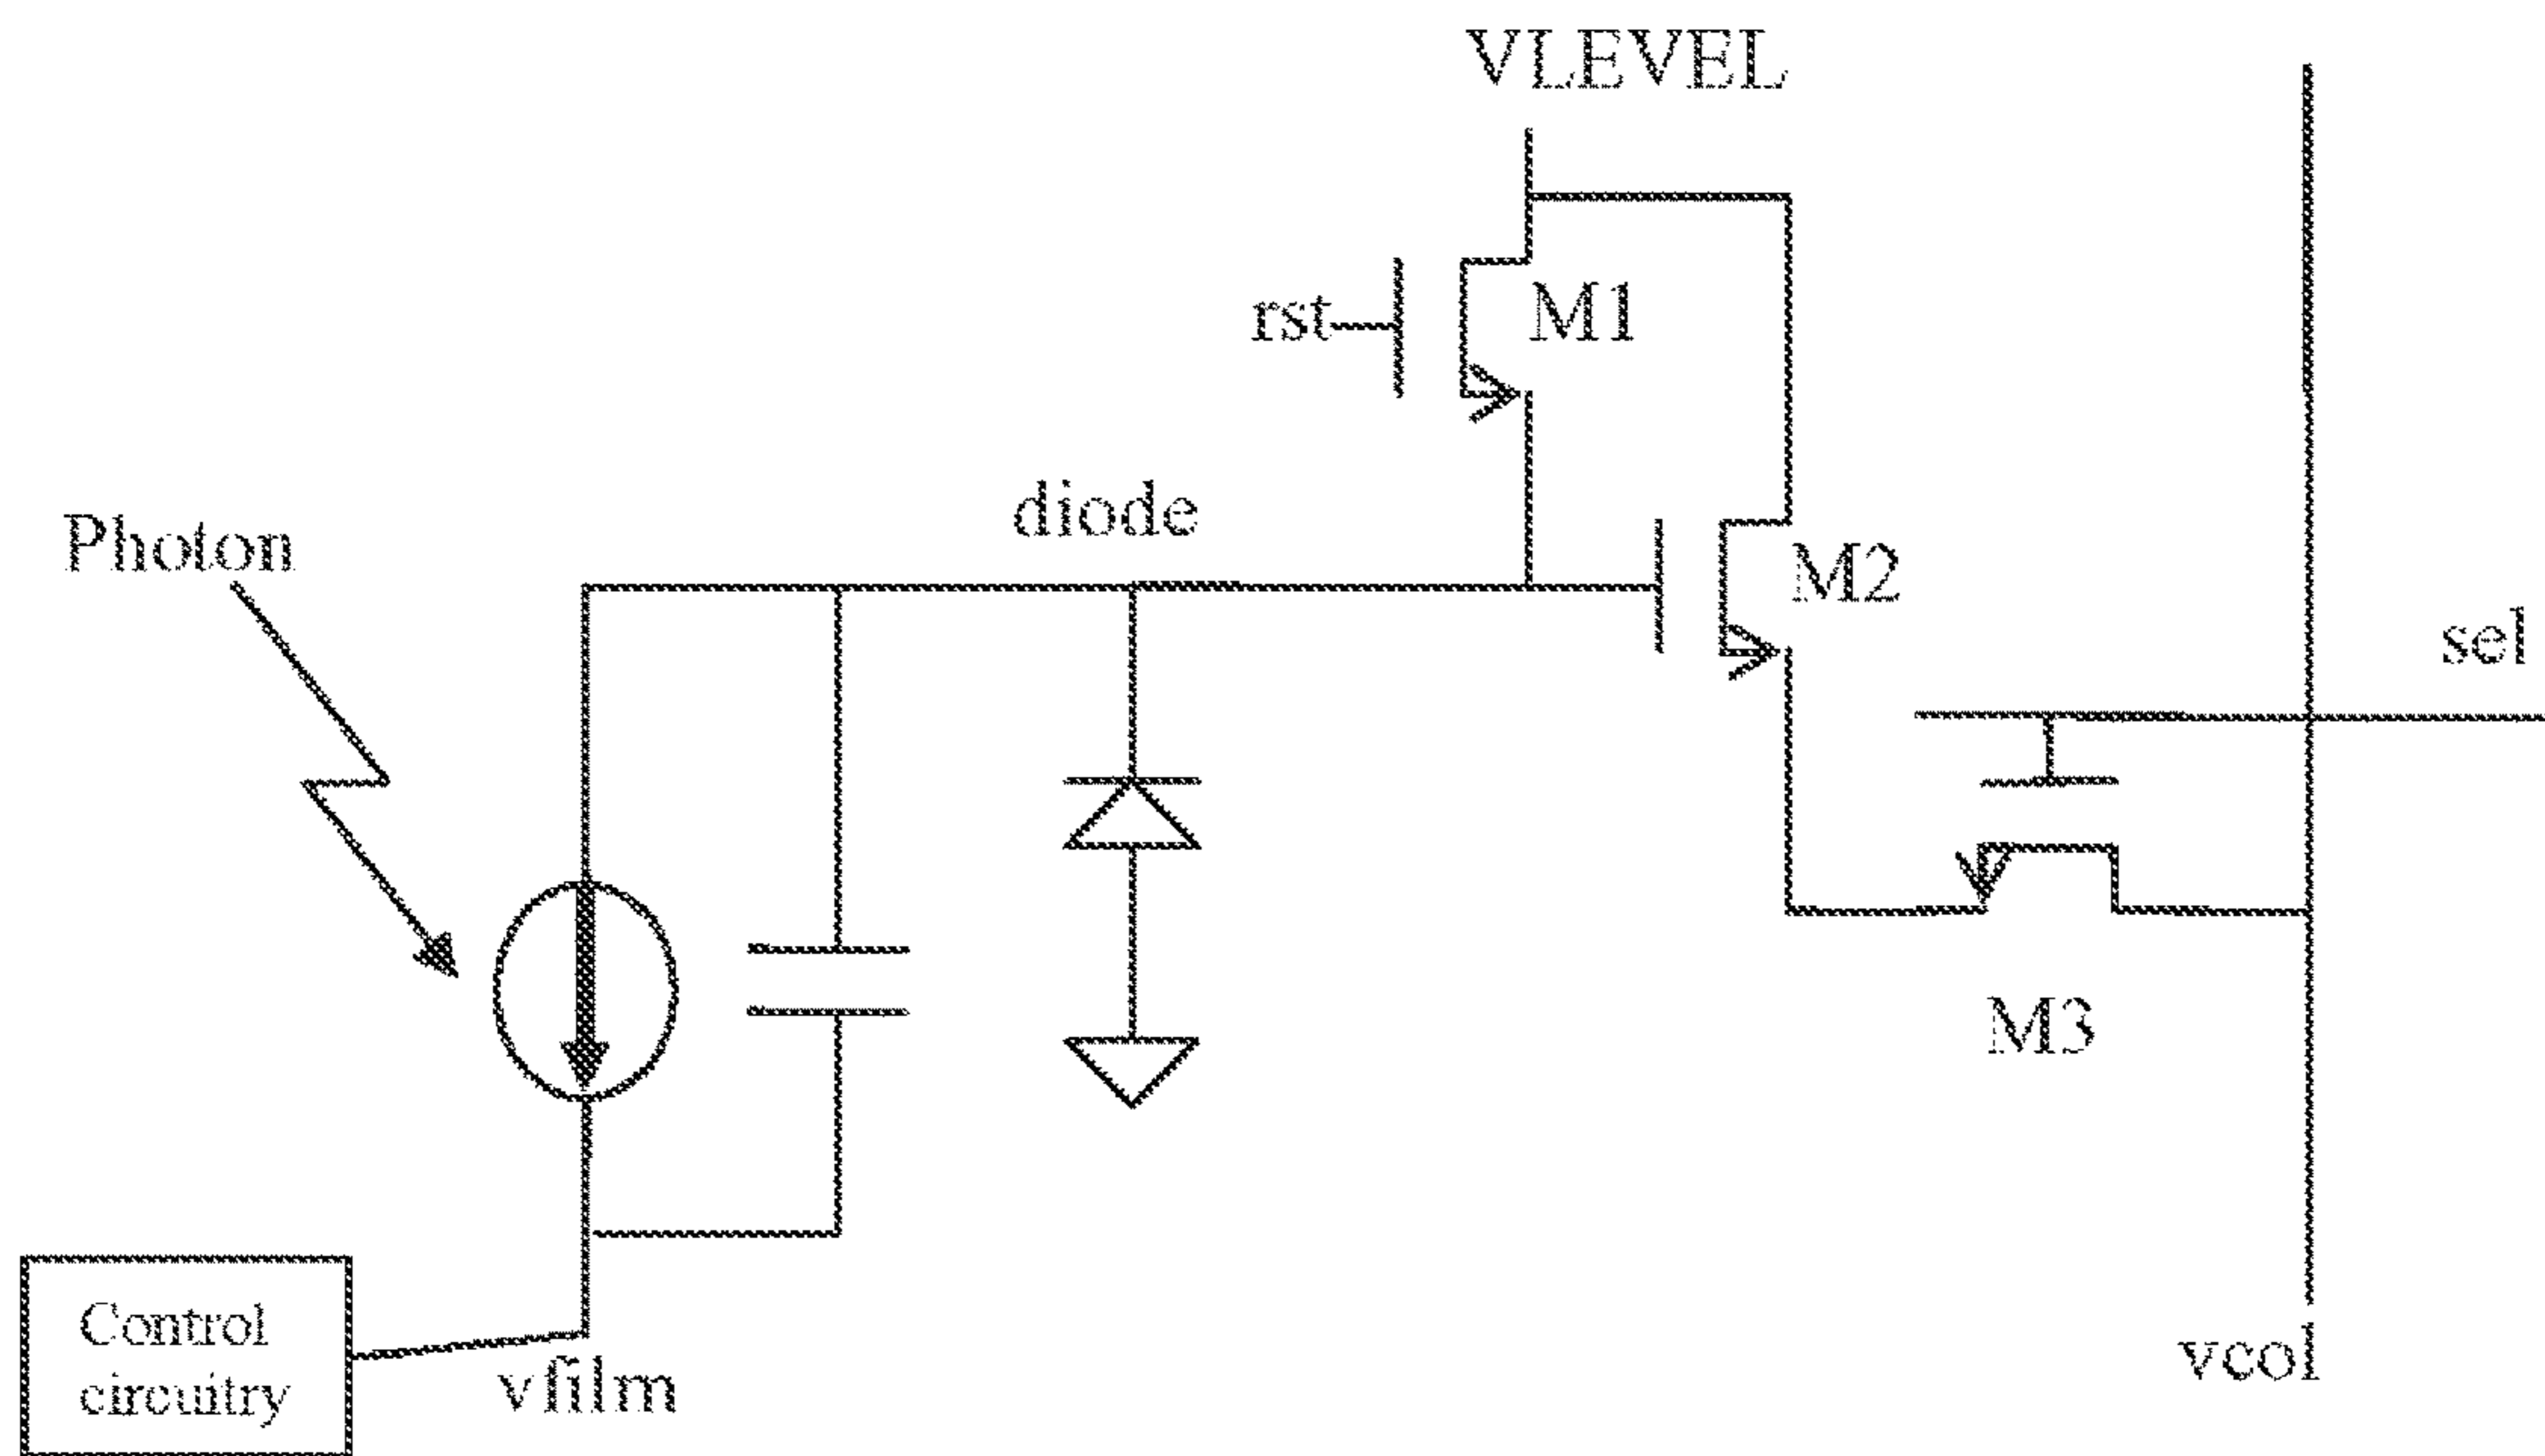 VLEVEL
rst
M1
diode
Photon
M2
sel
M3
Control
circuitry
vfilm
vcol